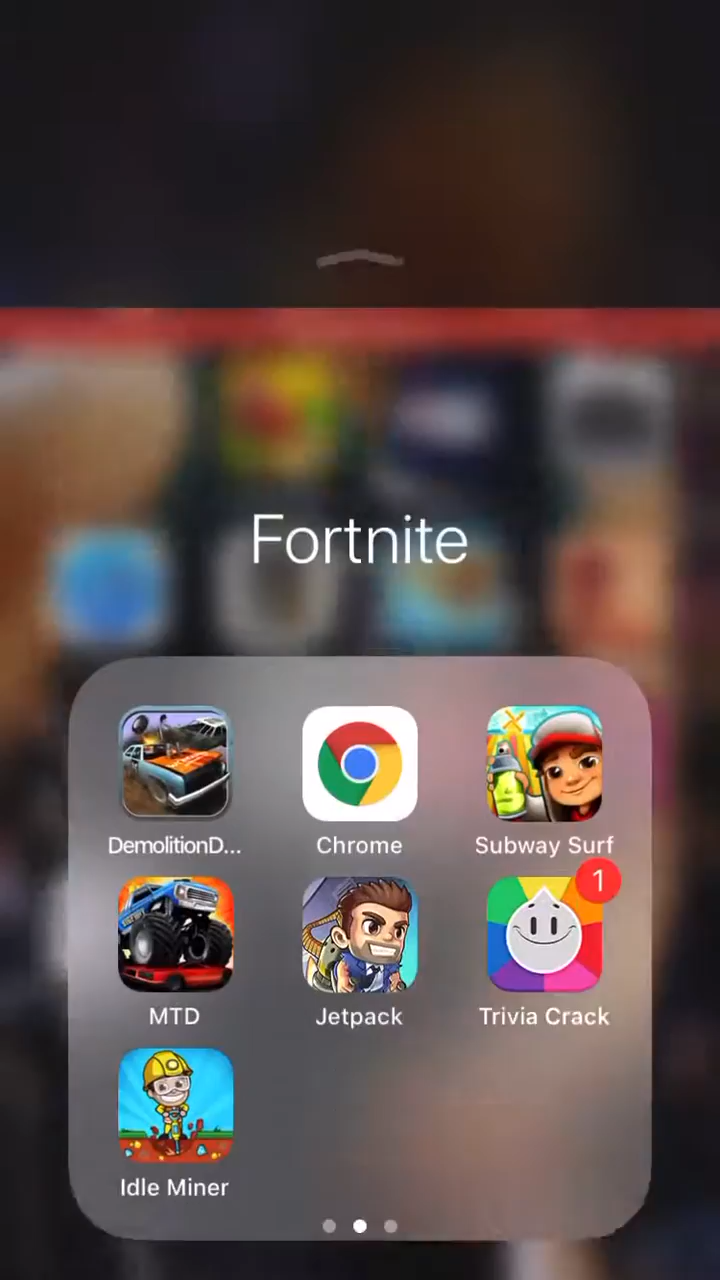 Fortnite
DemolitionD...
Chrome
Subway Surf
1
MTD
Jetpack
Trivia Crack
Idle Miner